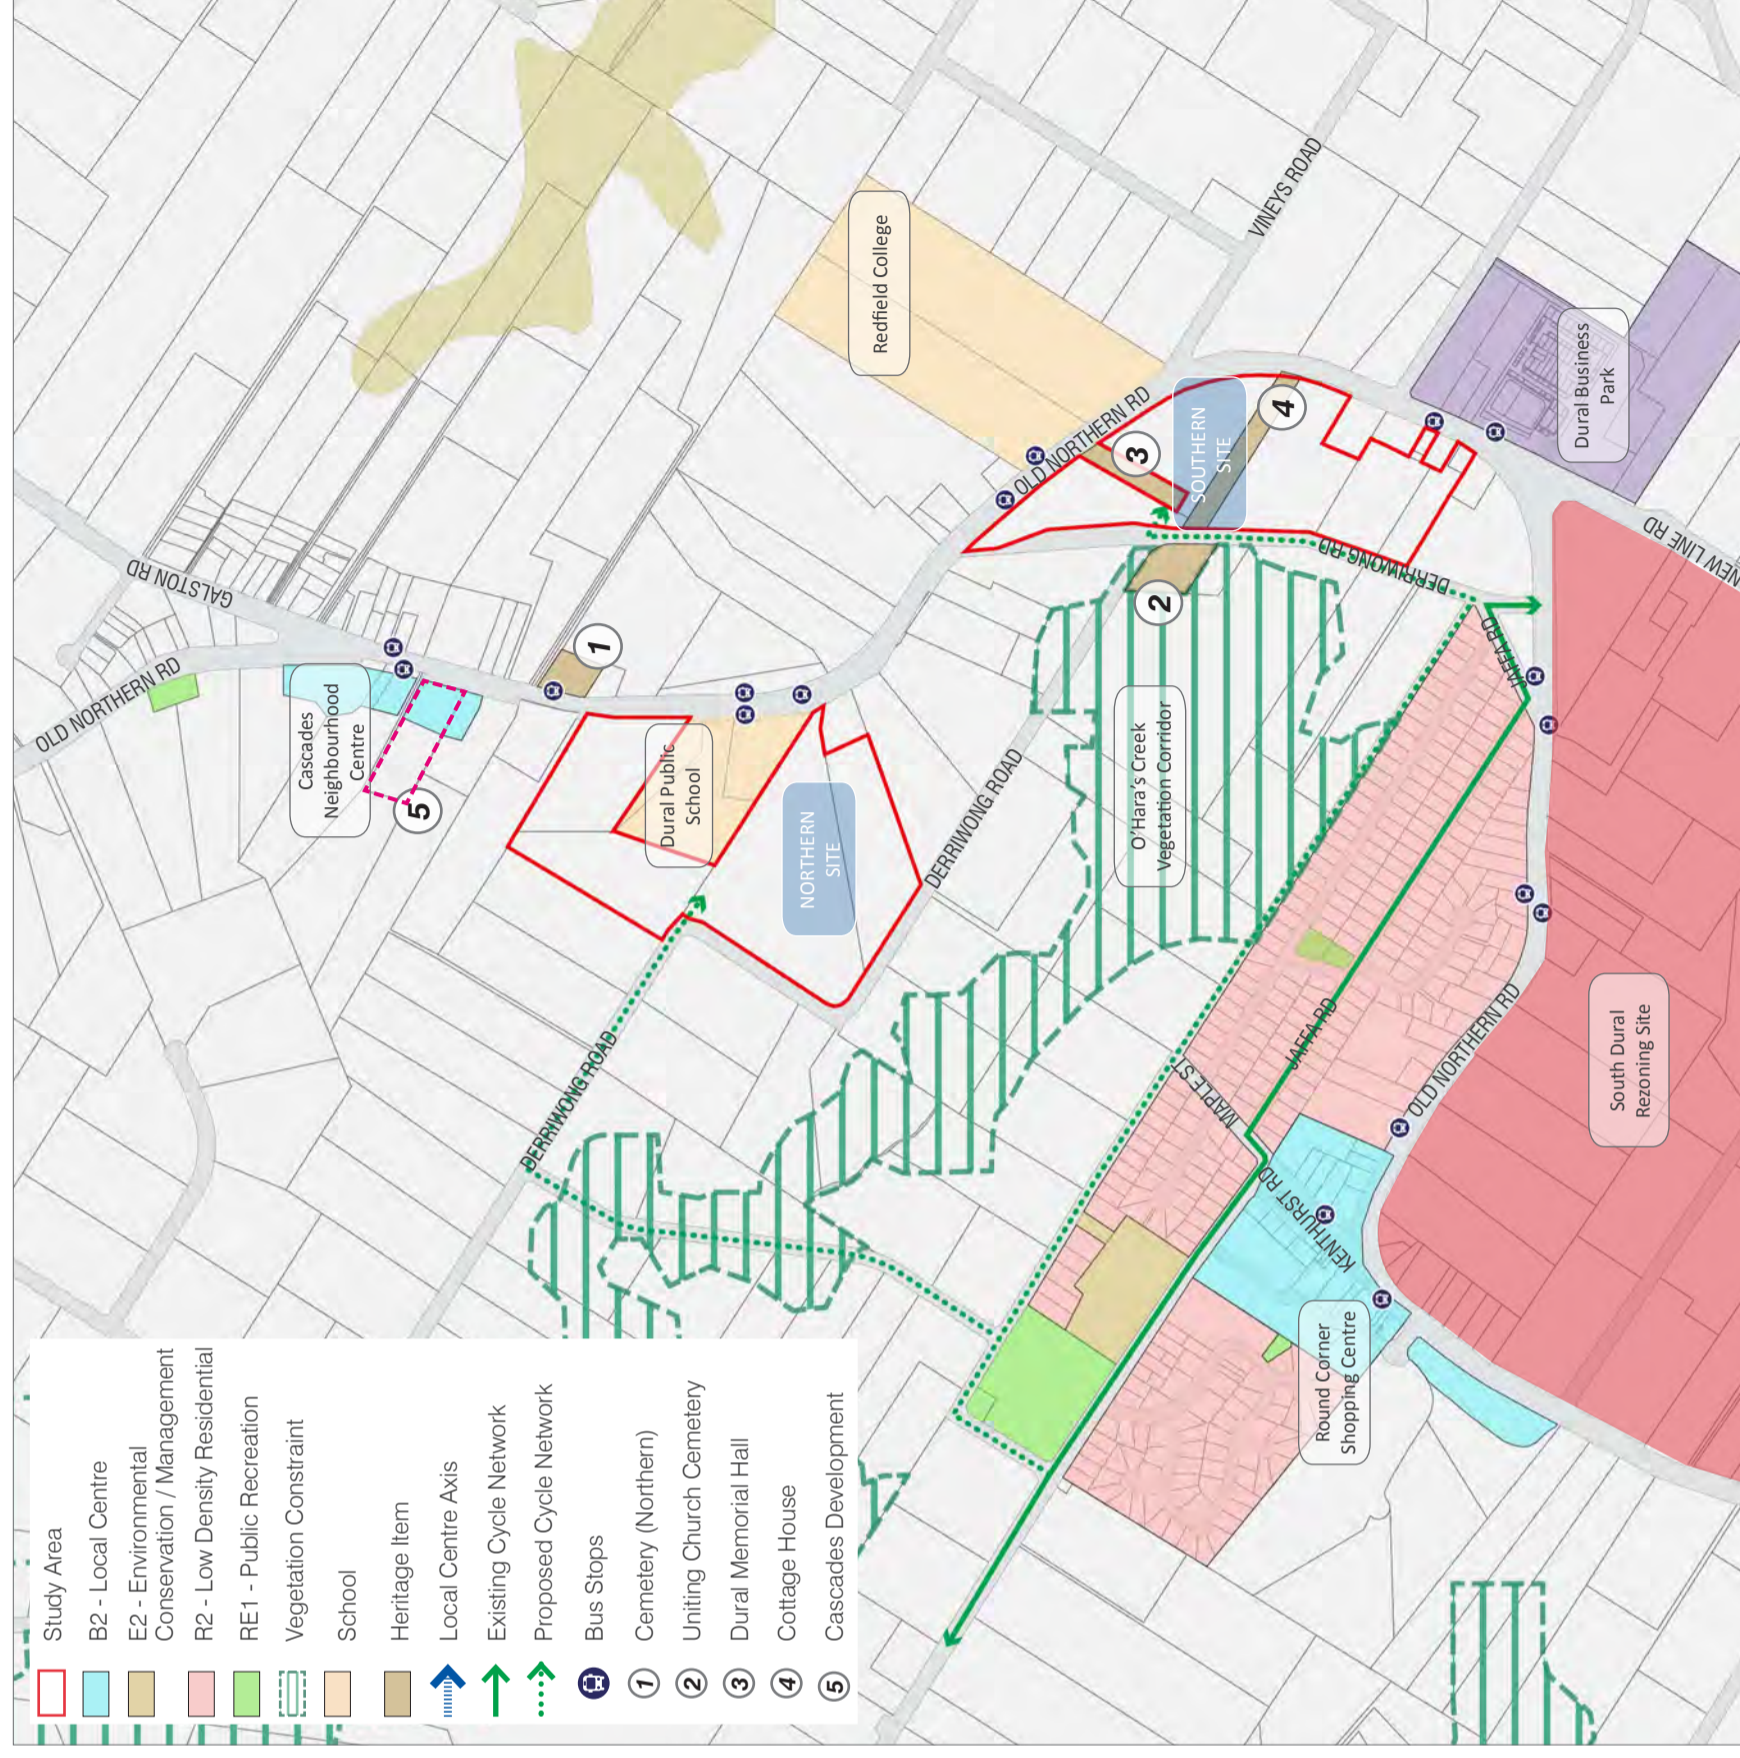 Study Area
B2 - Local Centre
E2 - Environmental
Conservation / Management
R2 - Low Density Residential
RE1 - Public Recreation
Vegetation Constraint
School
Heritage Item
Local Centre Axis
Existing Cycle Network
Proposed Cycle Network
Bus Stops
1 Cemetery (Northern)
2 Uniting Church Cemetery
3 Dural Memorial Hall
4 Cottage House
5 Cascades Development
OLD NORTHERN RD
GALSTON RD
Cascades
Neighbourhood
Centre
5
1
Dural Public
School
NORTHERN
SITE
DERRIWONG ROAD
DERRIWONG ROAD
Redfield College
OLD NORTHERN RD
3
SOUTHERN
SITE
4
2
VINEYS ROAD
DERRIWONG RD
O'Hara's Creek
Vegetation Corridor
Dural Business
Park
NEW LINE RD
JAFFA RD
JAFFA RD
MAPLE ST
KENTHURST RD
OLD NORTHERN RD
Round Corner
Shopping Centre
South Dural
Rezoning Site